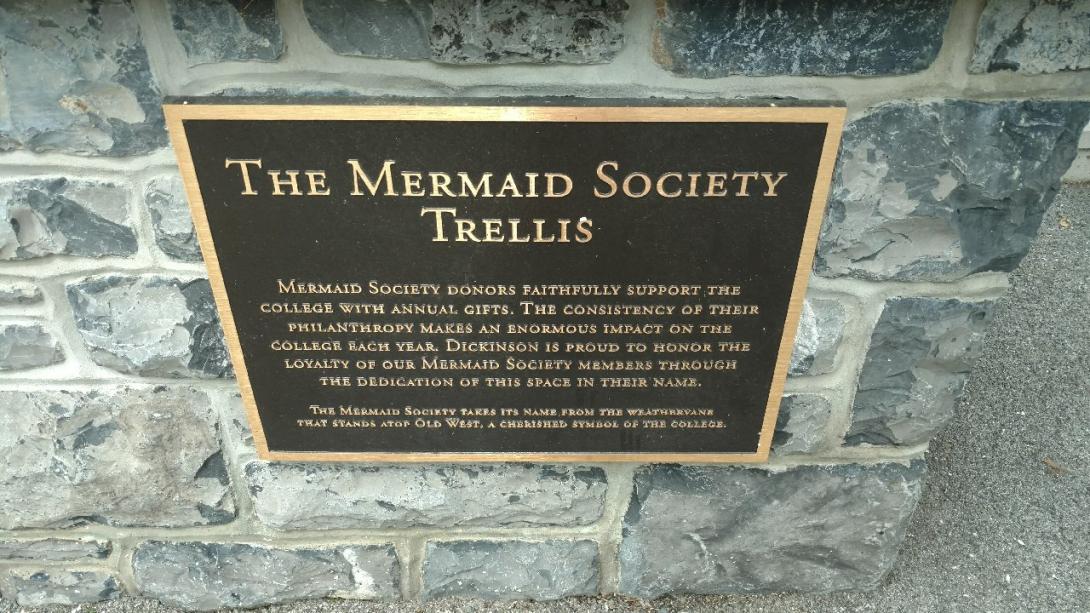 THE MERMAID SOCIETY
TRELLIS
MERMAID SOCIETY DONORS FAITHFULLY SUPPORT THE
COLLEGE WITH ANNUAL GIFTS. THE CONSISTENCY OF THEIR
PHILANTHROPY MAKES AN ENORMOUS IMPACT ON THE
COLLEGE EACH YEAR. DICKINSON IS PROUD TO HONOR THE
LOYALTY OF OUR MERMAID SOCIETY MEMBERS THROUGH
THE DEDICATION OF THIS SPACE IN THEIR NAME.
THE MERMAID SOCIETY TAKES ITS NAME FROM THE WEATHERVANE
THAT STANDS ATOP OLD WEST, A CHERISHED SYMBOL OF THE COLLEGE.